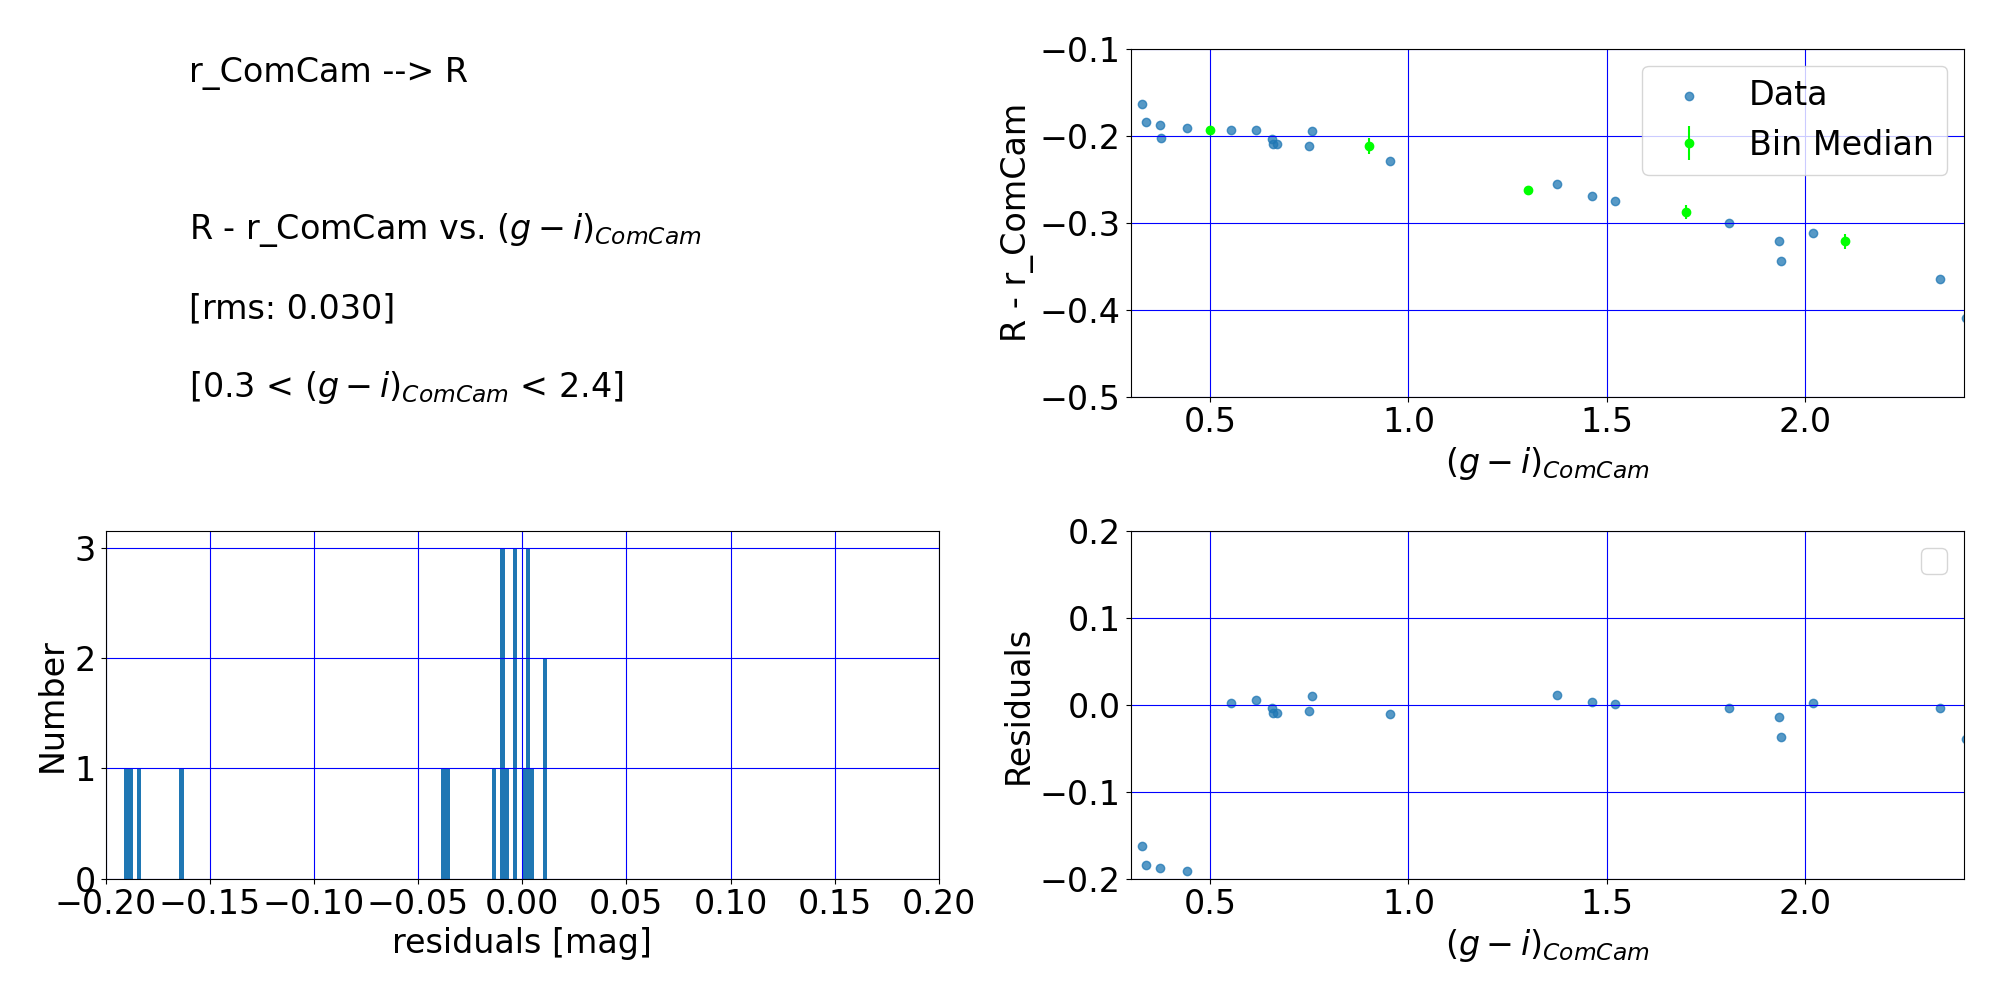 r_ComCam --> R
R - r_ComCam vs. (g − i)ComCam
[rms: 0.030]
[0.3 < (g − i)ComCam < 2.4]
−0.1
−0.2
−0.3
−0.4
−0.5
R - r_ComCam
Data
Bin Median
0.5 1.0 1.5 2.0
(g − i)ComCam
3
2
1
0
Number
−0.20 −0.15 −0.10 −0.05 0.00 0.05 0.10 0.15 0.20
residuals [mag]
0.2
0.1
0.0
−0.1
−0.2
Residuals
0.5 1.0 1.5 2.0
(g − i)ComCam